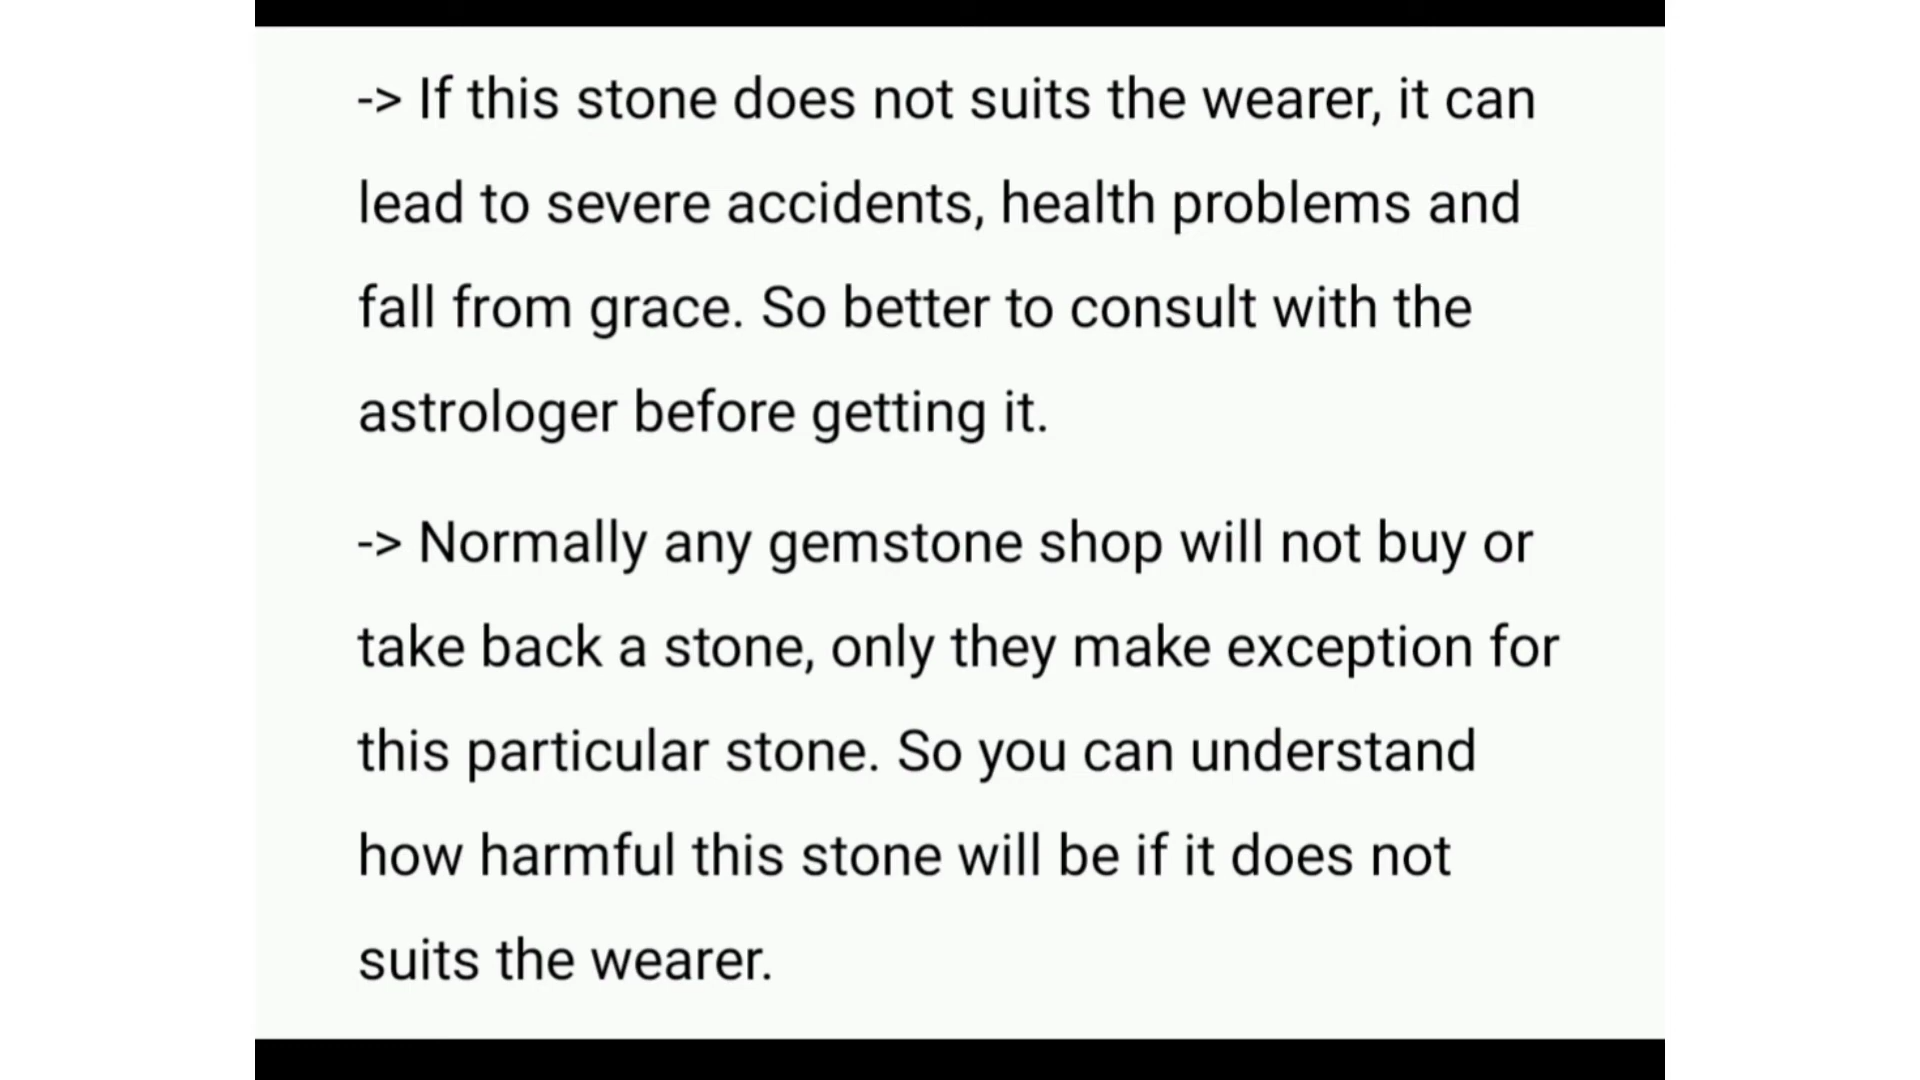 -> If this stone does not suits the wearer, it can
lead to severe accidents, health problems and
fall from grace. So better to consult with the
astrologer before getting it.
-> Normally any gemstone shop will not buy or
take back a stone, only they make exception for
this particular stone. So you can understand
how harmful this stone will be if it does not
suits the wearer.